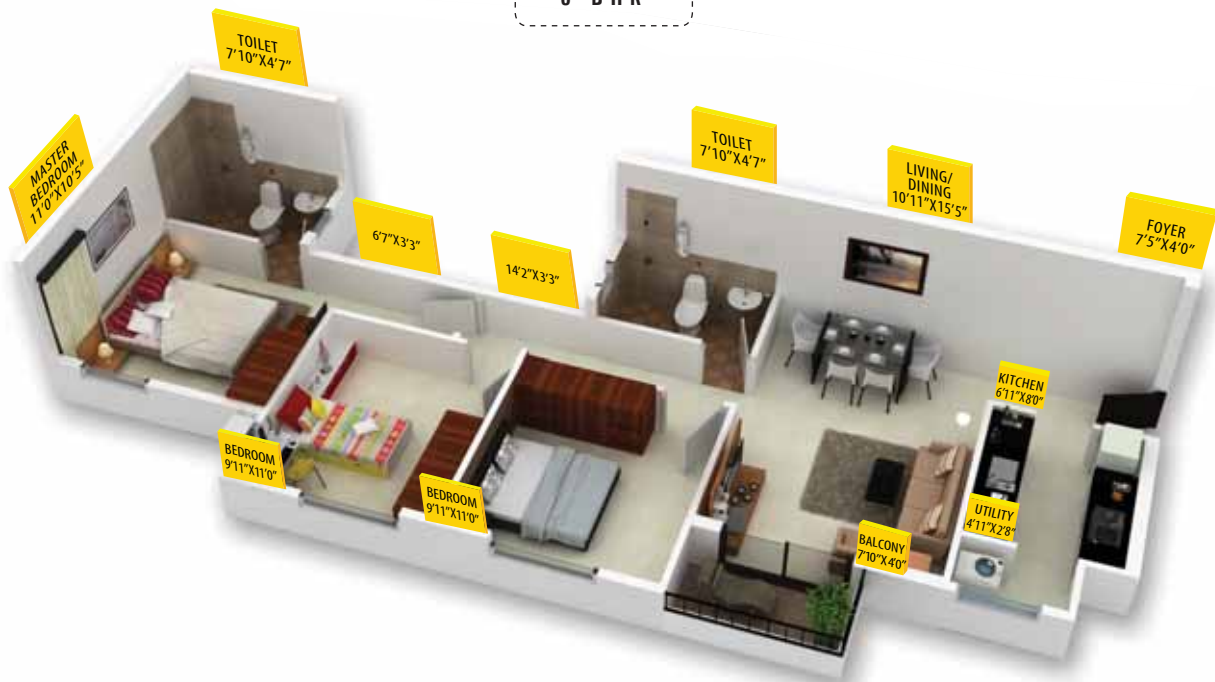 3 BHK
TOILET
7'10"X4'7"
MASTER
BEDROOM
11'0"X10'5"
6'7"X3'3"
14'2"X3'3"
TOILET
7'10"X4'7"
LIVING/
DINING
10'11"X15'5"
FOYER
7'5"X4'0"
KITCHEN
6'11"X8'0"
BEDROOM
9'11"X11'0"
BEDROOM
9'11"X11'0"
UTILITY
4'11"X2'8"
BALCONY
7'10"X4'0"